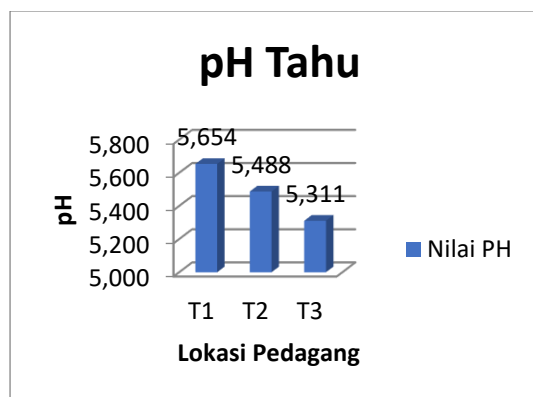 pH Tahu
5,800
5,600
5,400
5,200
5,000
pH
5,654
5,488
5,311
T1 T2 T3
Lokasi Pedagang
Nilai PH